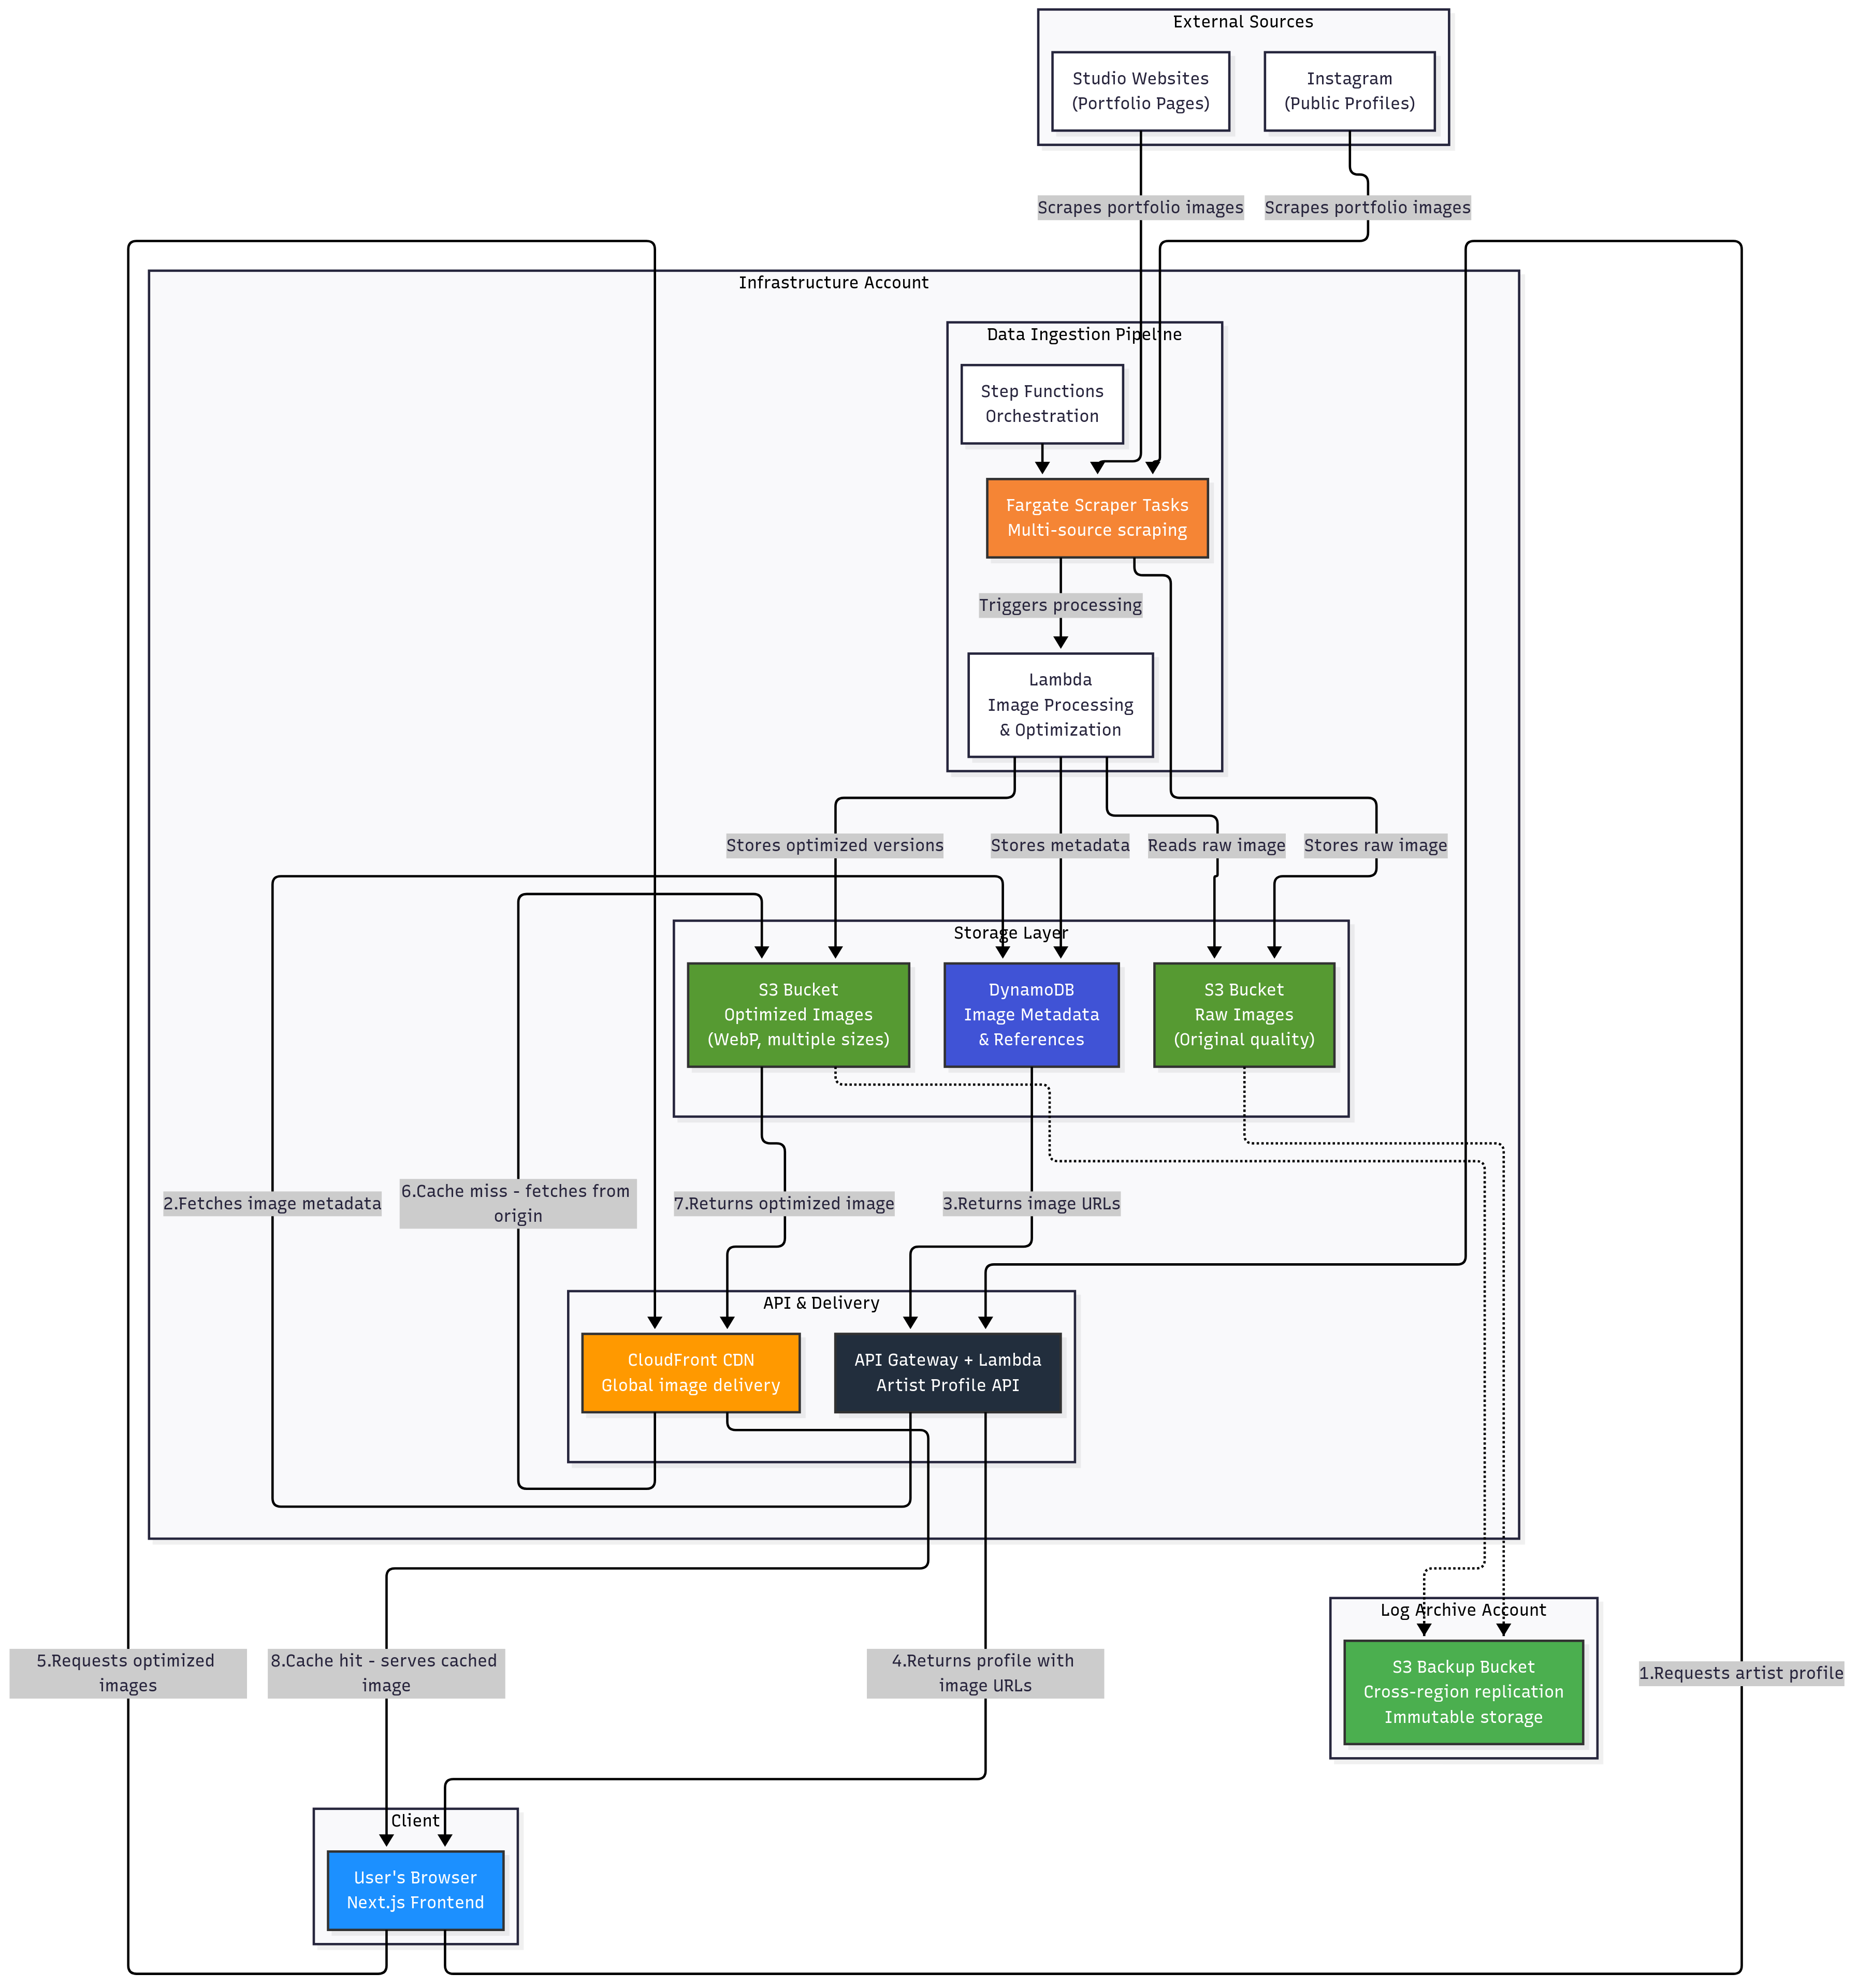 External Sources
Studio Websites
(Portfolio Pages)
Instagram
(Public Profiles)
Scrapes portfolio images
Scrapes portfolio images
Infrastructure Account
Data Ingestion Pipeline
Step Functions
Orchestration
Fargate Scraper Tasks
Multi-source scraping
Triggers processing
Lambda
Image Processing
& Optimization
Stores optimized versions
Stores metadata
Reads raw image
Stores raw image
Storage Layer
S3 Bucket
Optimized Images
(WebP, multiple sizes)
DynamoDB
Image Metadata
& References
S3 Bucket
Raw Images
(Original quality)
2.Fetches image metadata
6.Cache miss - fetches from
origin
7.Returns optimized image
3.Returns image URLs
API & Delivery
CloudFront CDN
Global image delivery
API Gateway + Lambda
Artist Profile API
5.Requests optimized
images
8.Cache hit - serves cached
image
4.Returns profile with
image URLs
Log Archive Account
S3 Backup Bucket
Cross-region replication
Immutable storage
1.Requests artist profile
Client
User's Browser
Next.js Frontend